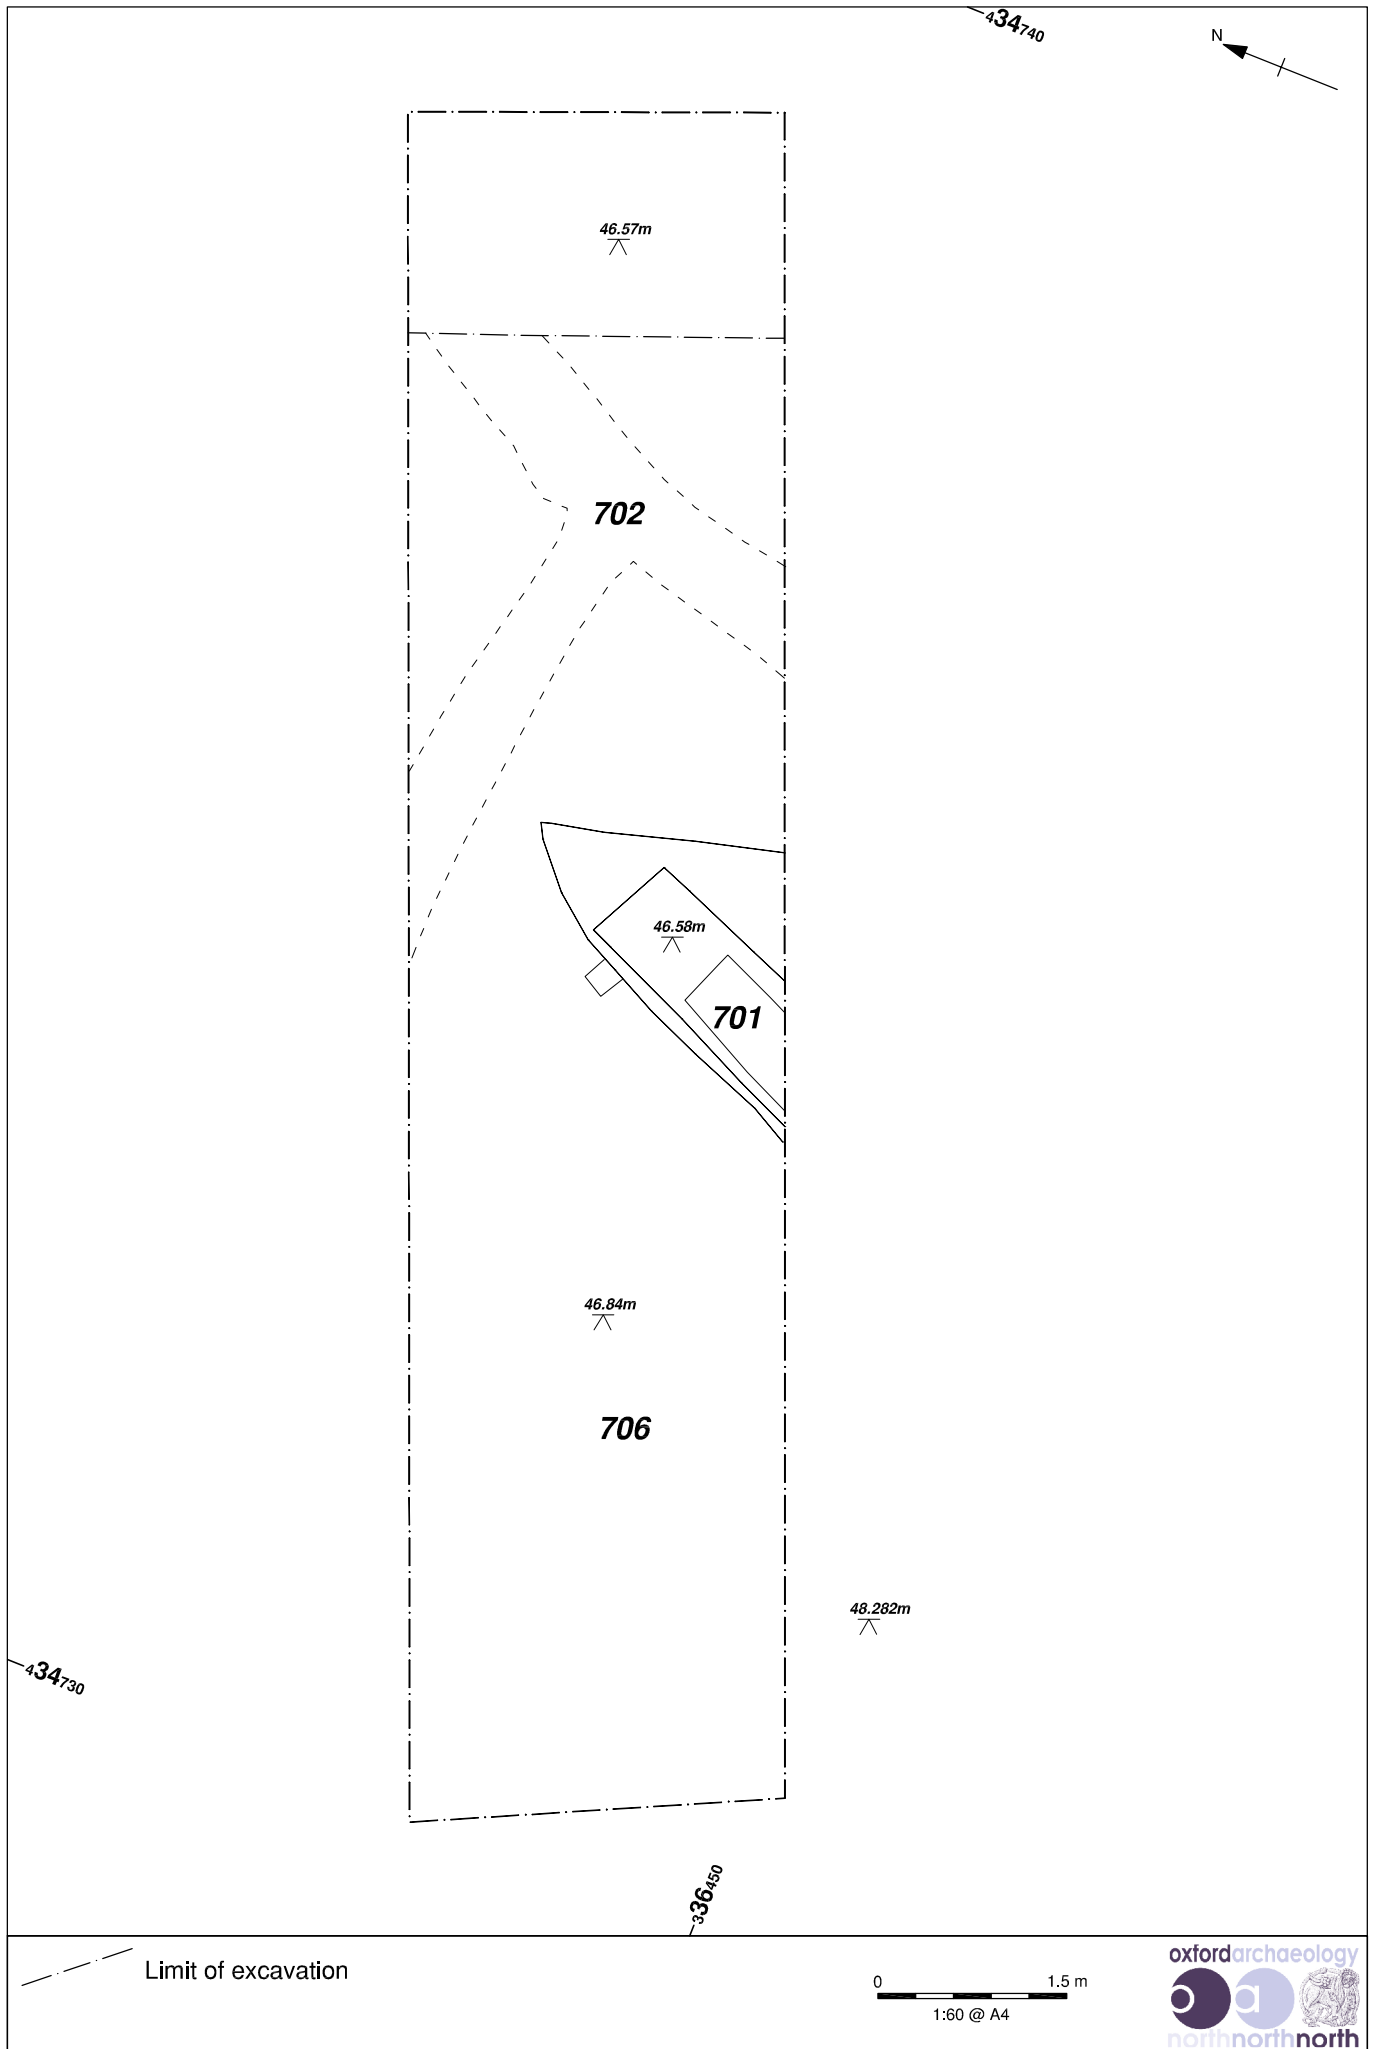 434740
N
46.57m
702
46.58m
701
46.84m
706
48.282m
434730
336450
Limit of excavation
0 1.5 m
1:60 @ A4
oxfordarchaeology
oa
northnorthnorth